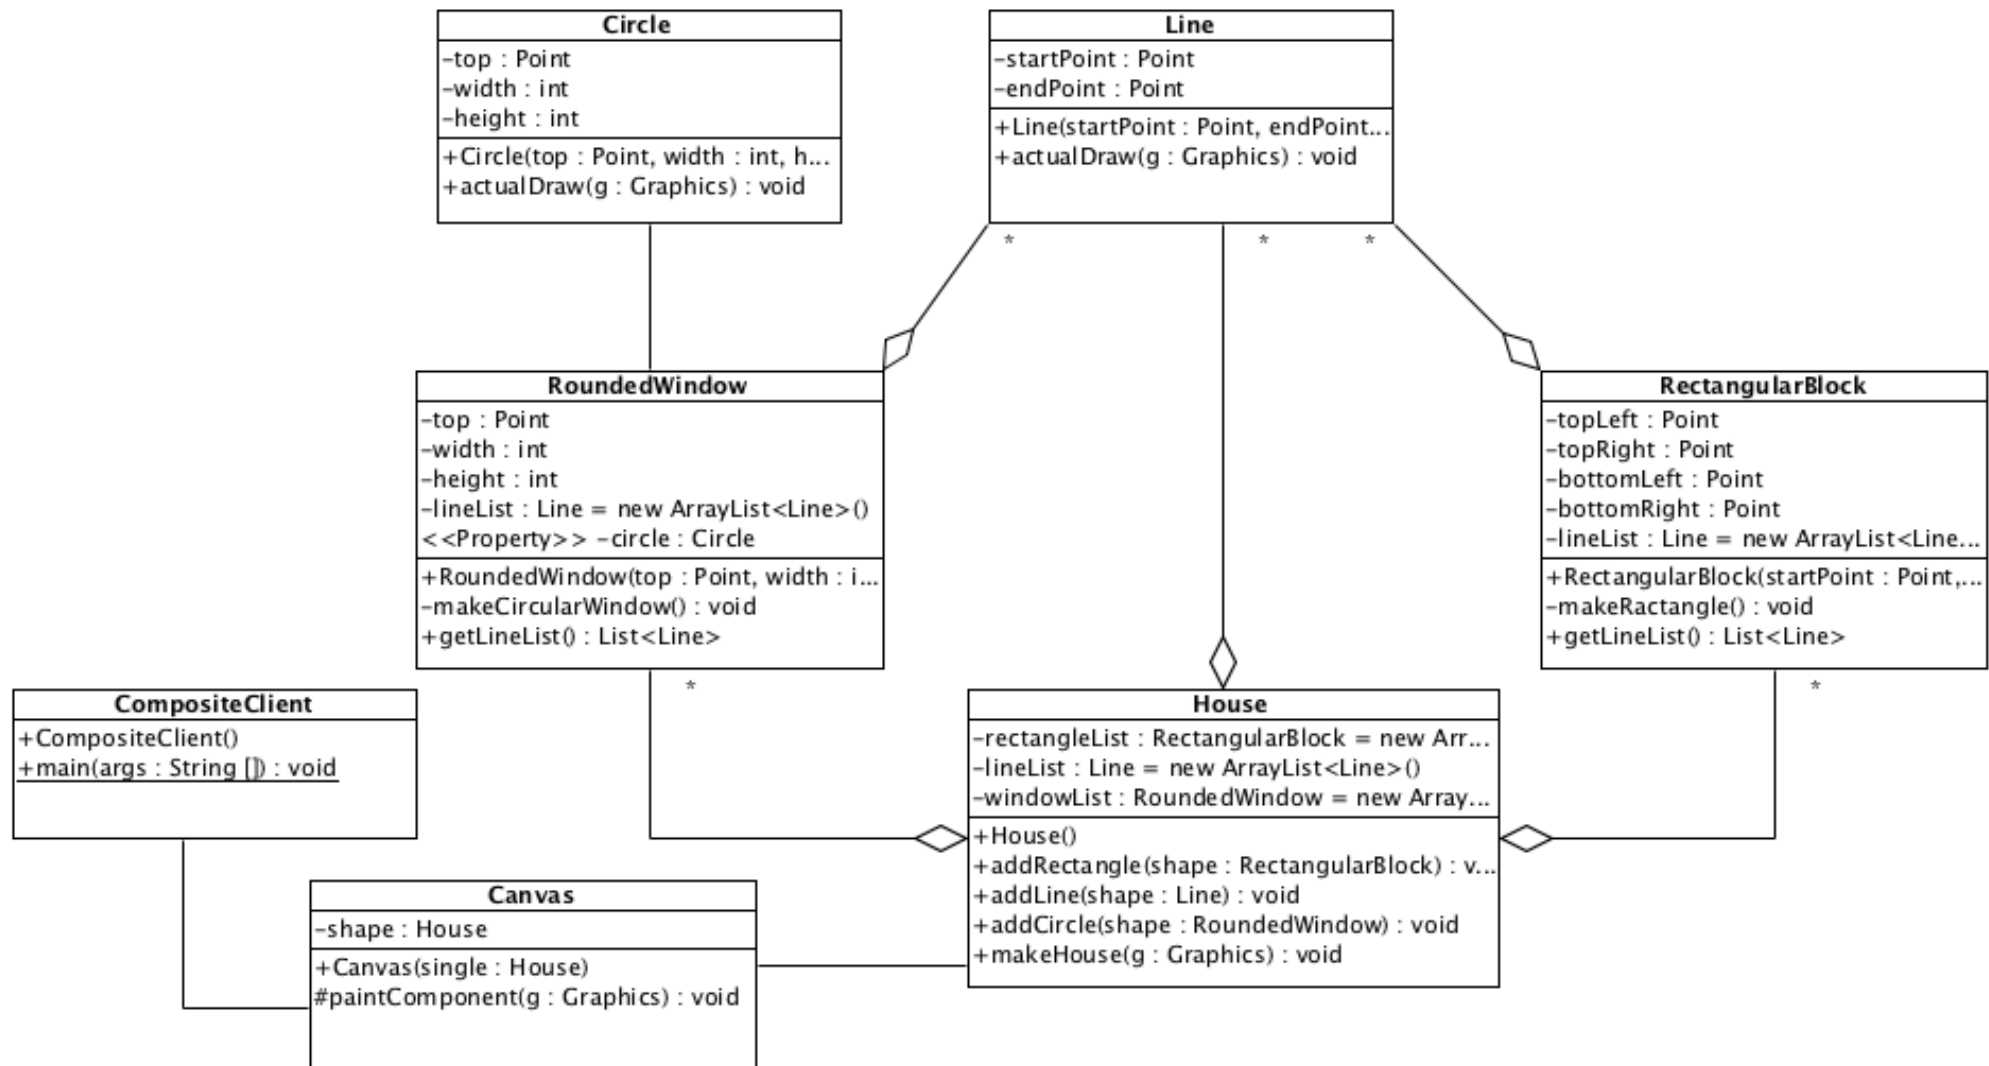 Circle
-top : Point
-width : int
-height : int
+Circle(top : Point, width : int, h...
+actualDraw(g : Graphics) : void
Line
-startPoint : Point
-endPoint : Point
+Line(startPoint : Point, endPoint...
+actualDraw(g : Graphics) : void
*
*
*
RoundedWindow
-top : Point
-width : int
-height : int
-lineList : Line = new ArrayList<Line>()
<<Property>> -circle : Circle
+RoundedWindow(top : Point, width : i...
-makeCircularWindow() : void
+getLineList() : List<Line>
*
RectangularBlock
-topLeft : Point
-topRight : Point
-bottomLeft : Point
-bottomRight : Point
-lineList : Line = new ArrayList<Line...
+RectangularBlock(startPoint : Point,...
-makeRactangle() : void
+getLineList() : List<Line>
*
CompositeClient
+CompositeClient()
+main(args : String []) : void
House
-rectangleList : RectangularBlock = new Arr...
-lineList : Line = new ArrayList<Line>()
-windowList : RoundedWindow = new Array...
+House()
+addRectangle(shape : RectangularBlock) : v...
+addLine(shape : Line) : void
+addCircle(shape : RoundedWindow) : void
+makeHouse(g : Graphics) : void
Canvas
-shape : House
+Canvas(single : House)
#paintComponent(g : Graphics) : void